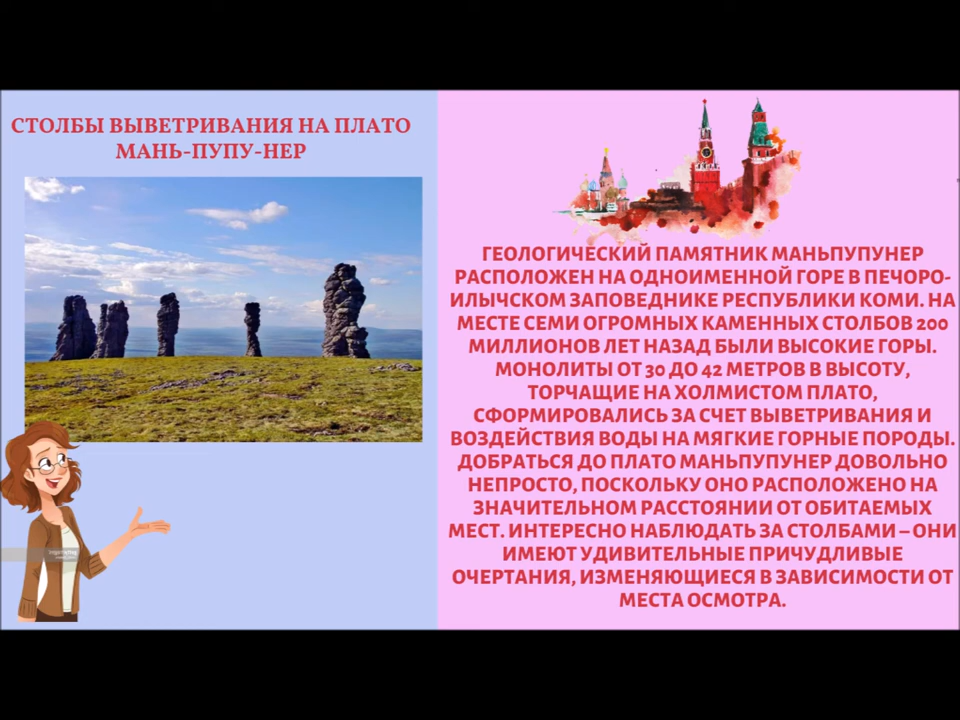 СТОЛБЫ ВЫВЕТРИВАНИЯ НА ПЛАТО
МАНЬ-ПУПУ-НЕР
ГЕОЛОГИЧЕСКИЙ ПАМЯТНИК МАНЬПУПУНЕР
РАСПОЛОЖЕН НА ОДНОИМЕННОЙ ГОРЕ В ПЕЧОРО-
ИЛЫЧСКОМ ЗАПОВЕДНИКЕ РЕСПУБЛИКИ КОМИ. НА
МЕСТЕ СЕМИ ОГРОМНЫХ КАМЕННЫХ СТОЛБОВ 200
МИЛЛИОНОВ ЛЕТ НАЗАД БЫЛИ ВЫСОКИЕ ГОРЫ.
МОНОЛИТЫ ОТ 30 ДО 42 МЕТРОВ В ВЫСОТУ,
ТОРЧАЩИЕ НА ХОЛМИСТОМ ПЛАТО,
СФОРМИРОВАЛИСЬ ЗА СЧЕТ ВЫВЕТРИВАНИЯ И
ВОЗДЕЙСТВИЯ ВОДЫ НА МЯГКИЕ ГОРНЫЕ ПОРОДЫ.
ДОБРАТЬСЯ ДО ПЛАТО МАНЬПУПУНЕР ДОВОЛЬНО
НЕПРОСТО, ПОСКОЛЬКУ ОНО РАСПОЛОЖЕНО НА
ЗНАЧИТЕЛЬНОМ РАССТОЯНИИ ОТ ОБИТАЕМЫХ
МЕСТ. ИНТЕРЕСНО НАБЛЮДАТЬ ЗА СТОЛБАМИ – ОНИ
ИМЕЮТ УДИВИТЕЛЬНЫЕ ПРИЧУДЛИВЫЕ
ОЧЕРТАНИЯ, ИЗМЕНЯЮЩИЕСЯ В ЗАВИСИМОСТИ ОТ
МЕСТА ОСМОТРА.